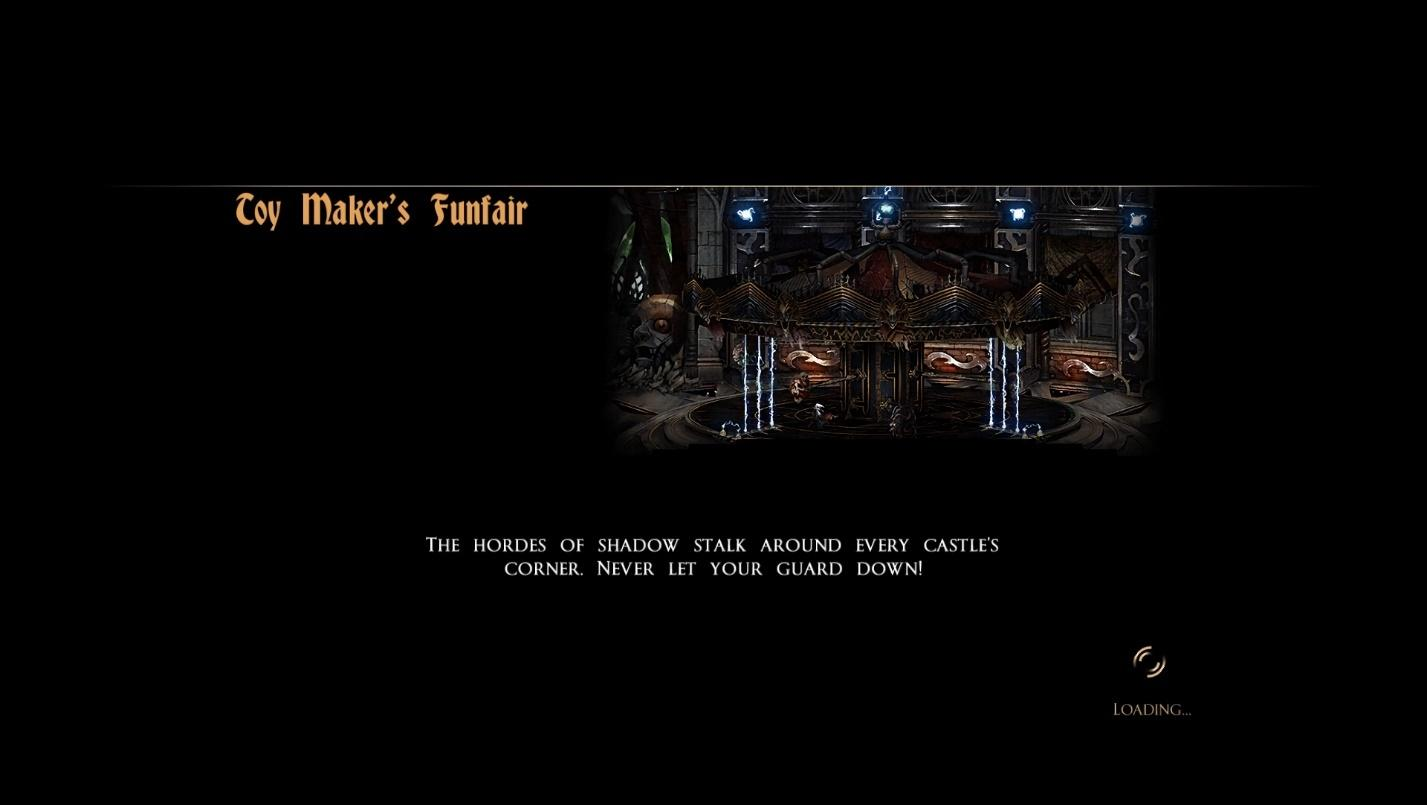 Toy Maker's Funfair
The hordes of shadow stalk around every castle's
corner. Never let your guard down!
Loading...